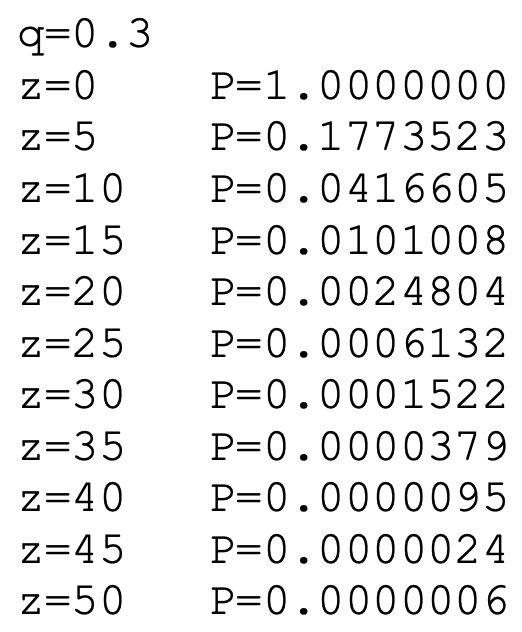 q=0.3
z=0 P=1.0000000
z=5 P=0.1773523
z=10 P=0.0416605
z=15 P=0.0101008
z=20 P=0.0024804
z=25 P=0.0006132
z=30 P=0.0001522
z=35 P=0.0000379
z=40 P=0.0000095
z=45 P=0.0000024
z=50 P=0.0000006